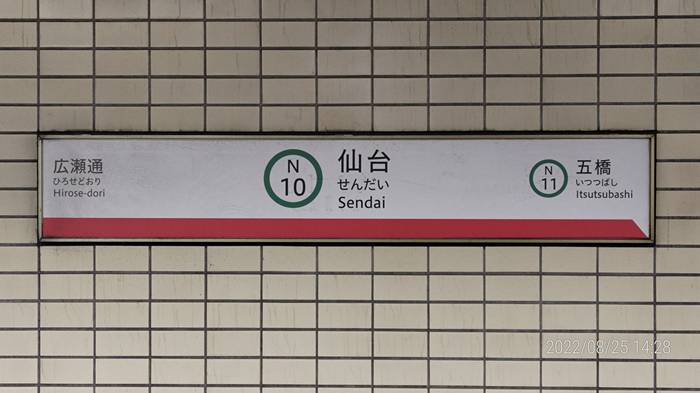 広瀬通
ひろせどおり
Hirose-dori
N
10
仙台
せんだい
Sendai
N
11
五橋
いつつばし
Itsutsubashi
2022/08/25 14:28